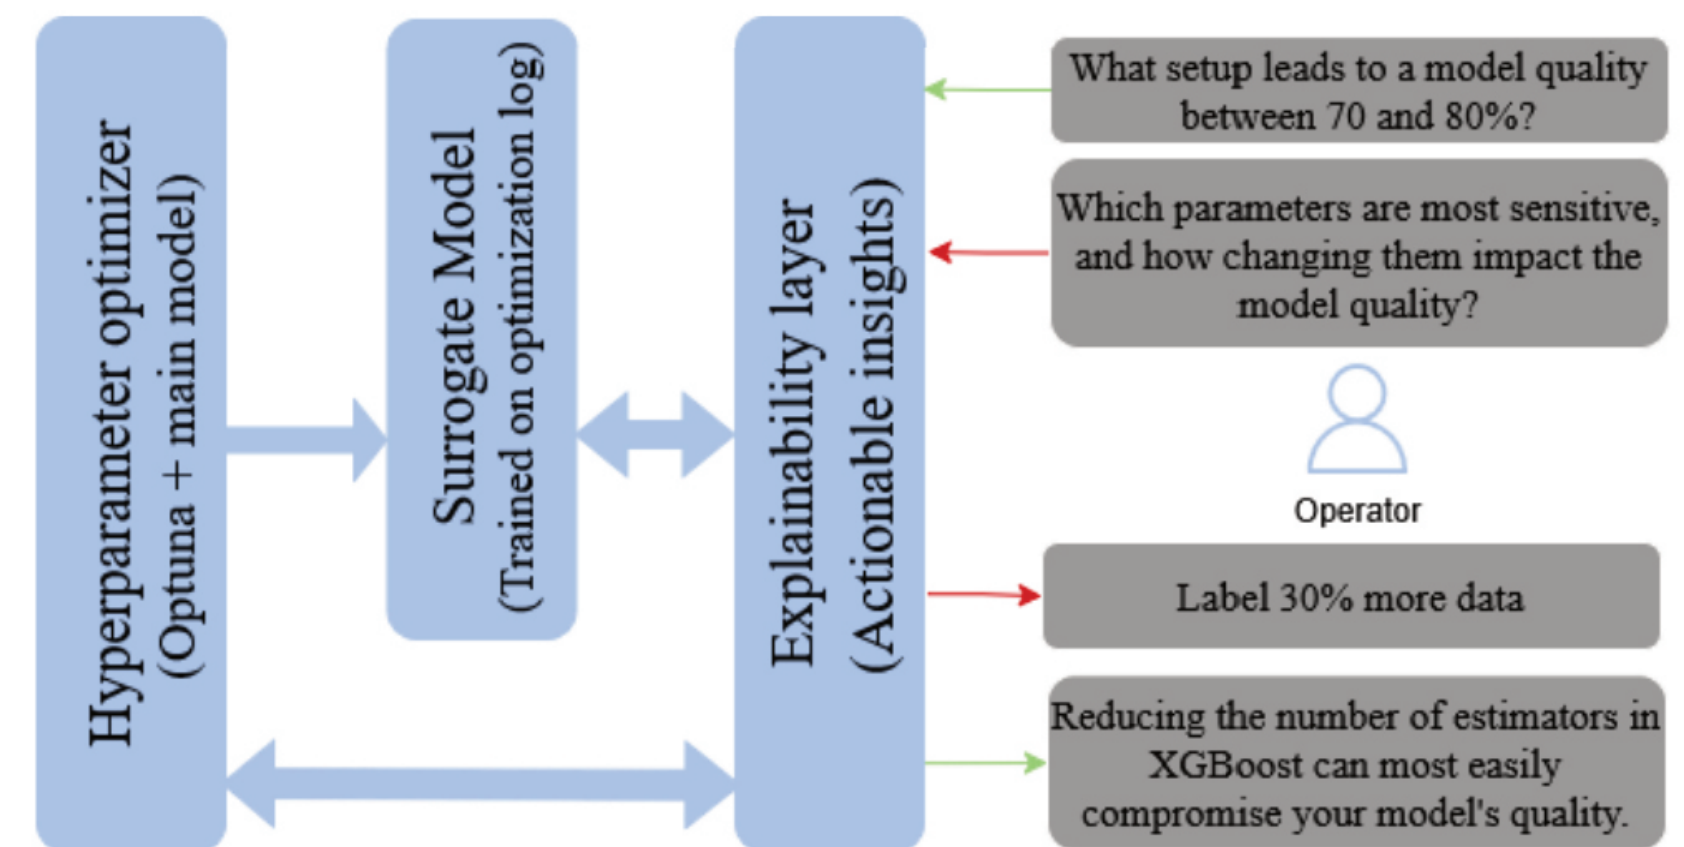 Hyperparameter optimizer
(Optuna + main model)
Surrogate Model
(Trained on optimization log)
Explainability layer
(Actionable insights)
What setup leads to a model quality
between 70 and 80%?
Which parameters are most sensitive,
and how changing them impact the
model quality?
Operator
Label 30% more data
Reducing the number of estimators in
XGBoost can most easily
compromise your model's quality.